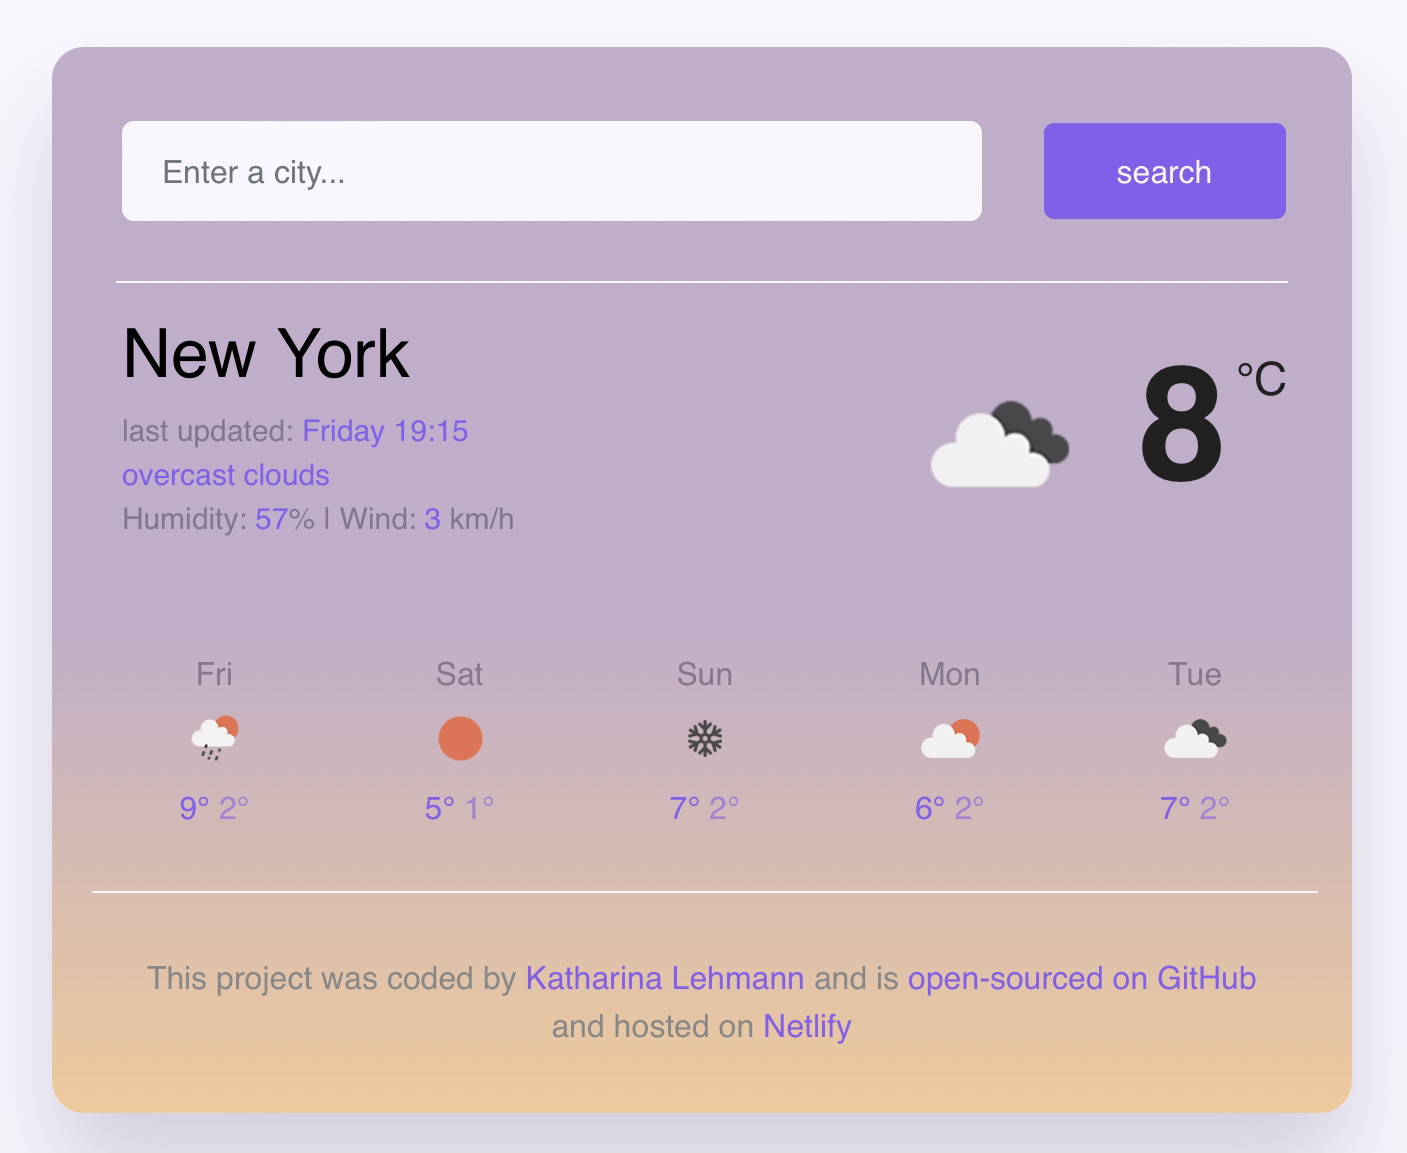 Enter a city...
search
New York
8 °C
last updated: Friday 19:15
overcast clouds
Humidity: 57% | Wind: 3 km/h
Fri Sat Sun Mon Tue
9° 2° 5° 1° 7° 2° 6° 2° 7° 2°
This project was coded by Katharina Lehmann and is open-sourced on GitHub
and hosted on Netlify